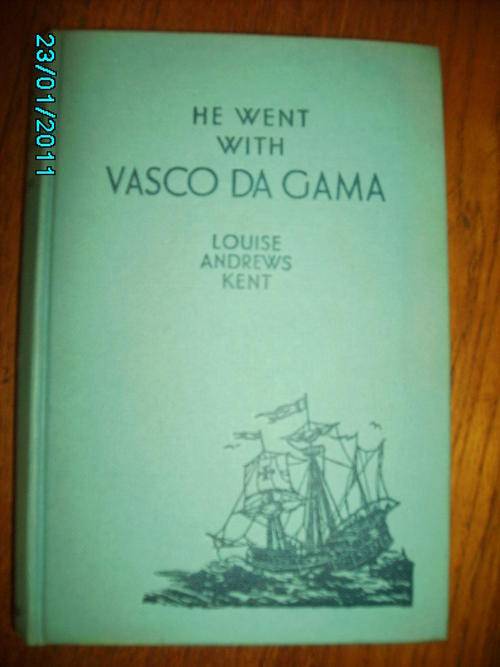 23/01/2011
HE WENT
WITH
VASCO DA GAMA
LOUISE
ANDREWS
KENT